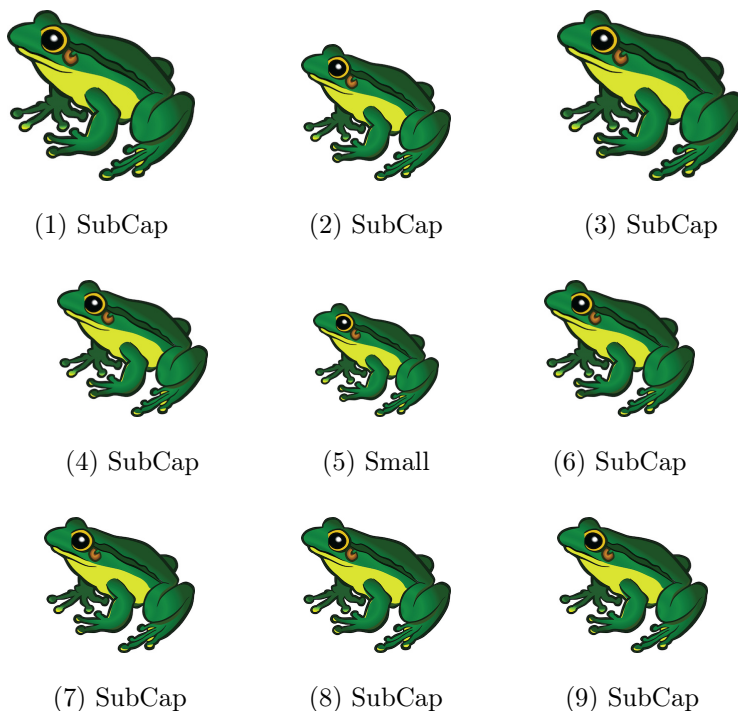 (1) SubCap
(2) SubCap
(3) SubCap
(4) SubCap
(5) Small
(6) SubCap
(7) SubCap
(8) SubCap
(9) SubCap